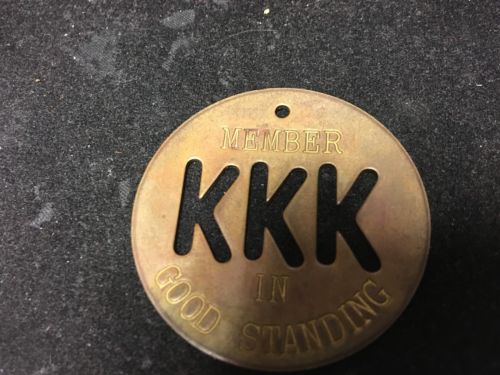 MEMBER
KKK
IN
GOOD STANDING